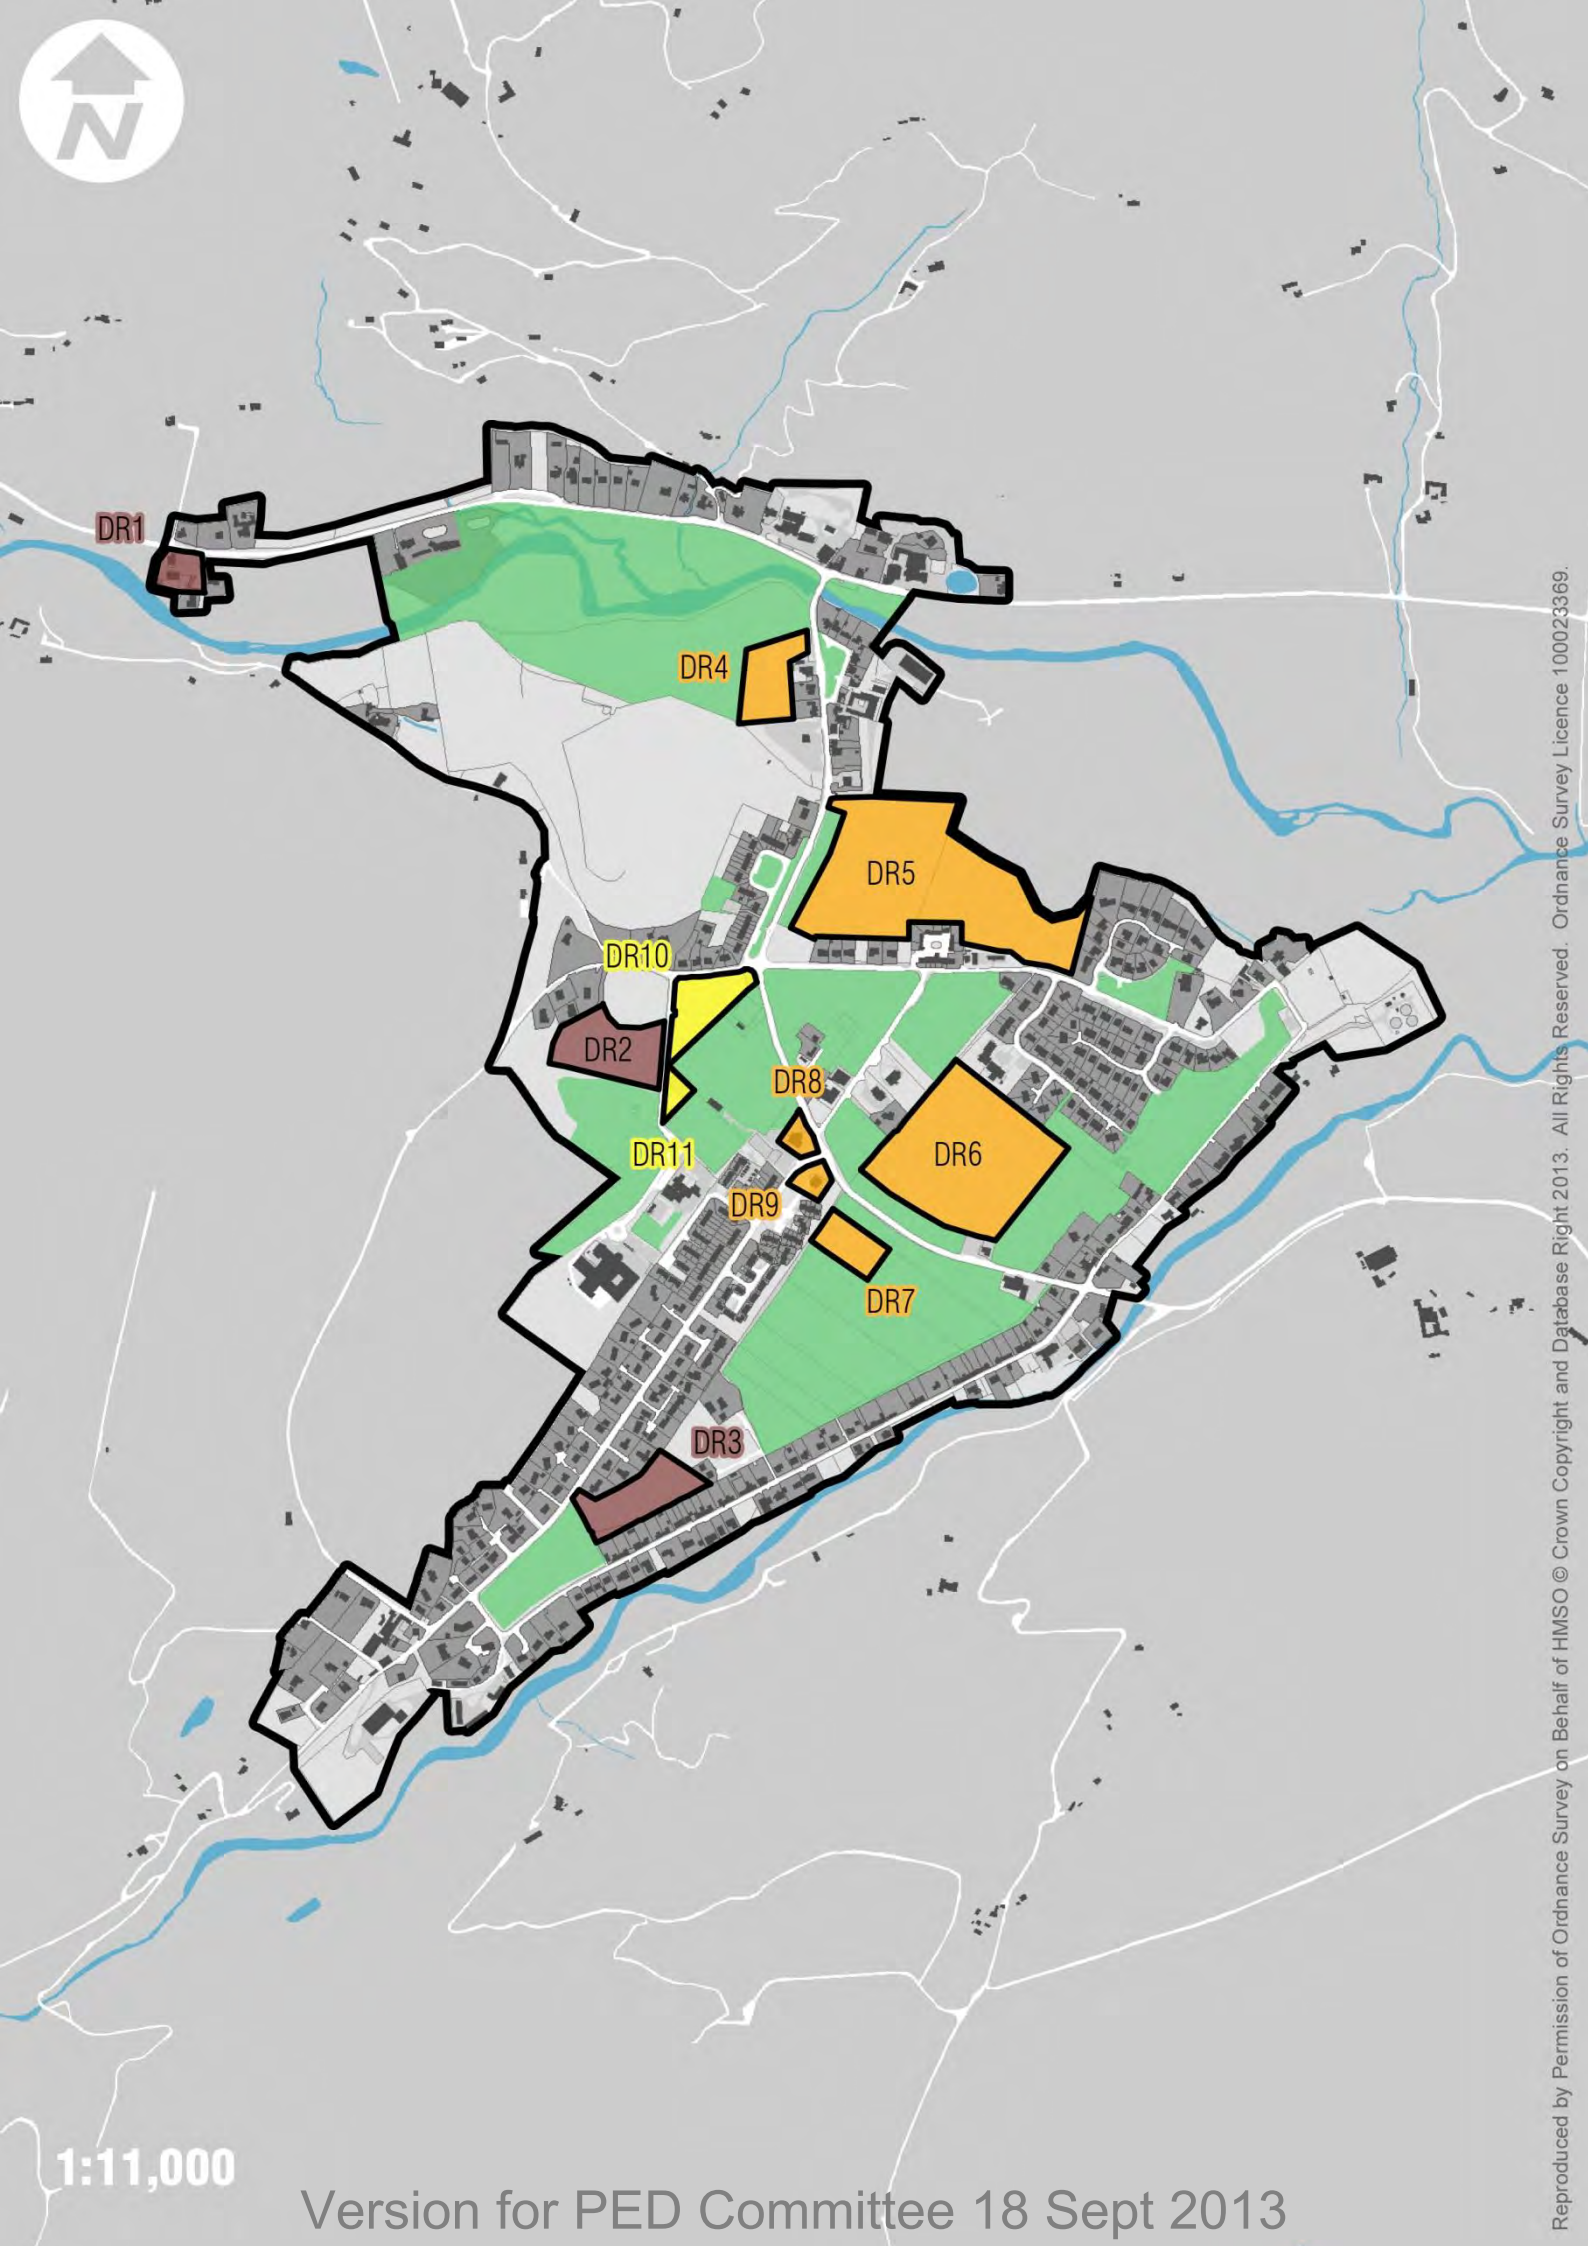 N
DR1
DR4
DR5
DR10
DR2
DR8
DR11
DR6
DR9
DR7
DR3
1:11,000
Version for PED Committee 18 Sept 2013
Reproduced by Permission of Ordnance Survey on Behalf of HMSO © Crown Copyright and Database Right 2013. All Rights Reserved. Ordnance Survey Licence 100023369.